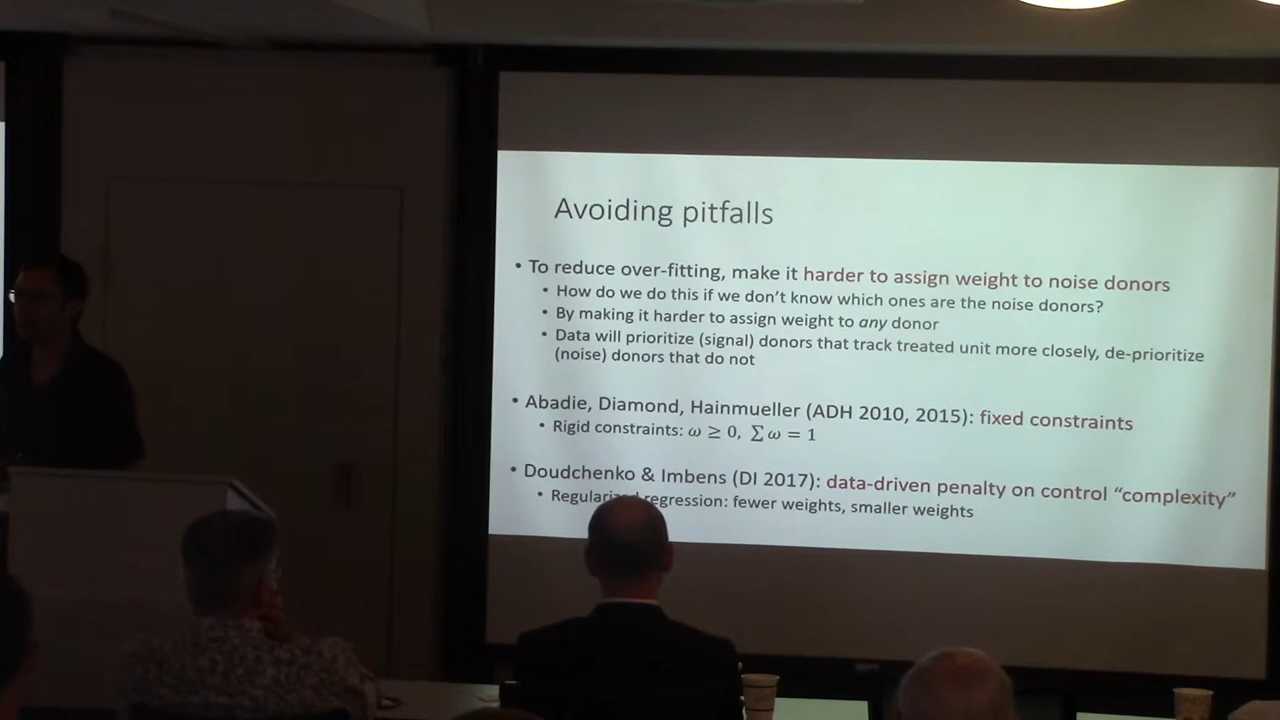 Avoiding pitfalls
• To reduce over-fitting, make it harder to assign weight to noise donors
• How do we do this if we don't know which ones are the noise donors?
• By making it harder to assign weight to any donor
• Data will prioritize (signal) donors that track treated unit more closely, de-prioritize
(noise) donors that do not
• Abadie, Diamond, Hainmueller (ADH 2010, 2015): fixed constraints
• Rigid constraints: ω ≥ 0, ∑ ω = 1
• Doudchenko & Imbens (DI 2017): data-driven penalty on control “complexity”
• Regularized regression: fewer weights, smaller weights